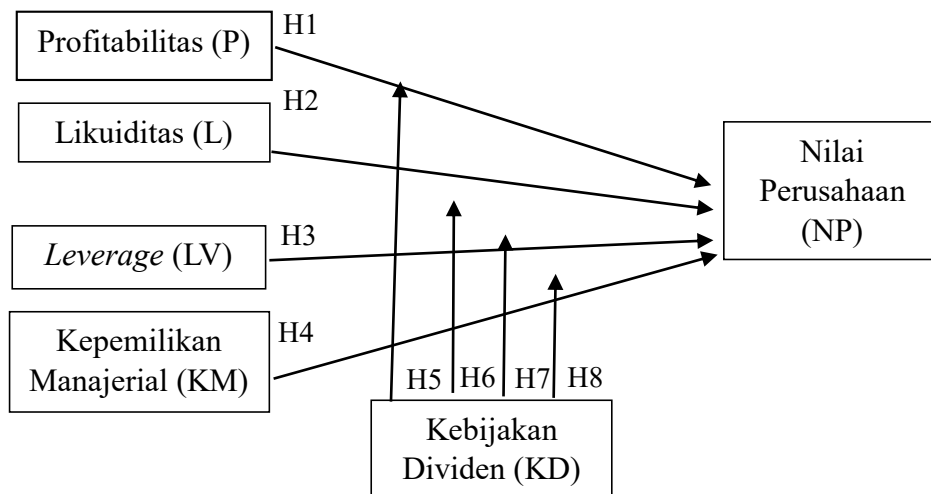 H1
Profitabilitas (P)
H2
Likuiditas (L)
Nilai
Perusahaan
(NP)
H3
Leverage (LV)
H4
Kepemilikan
Manajerial (KM)
H5
H6
H7
H8
Kebijakan
Dividen (KD)